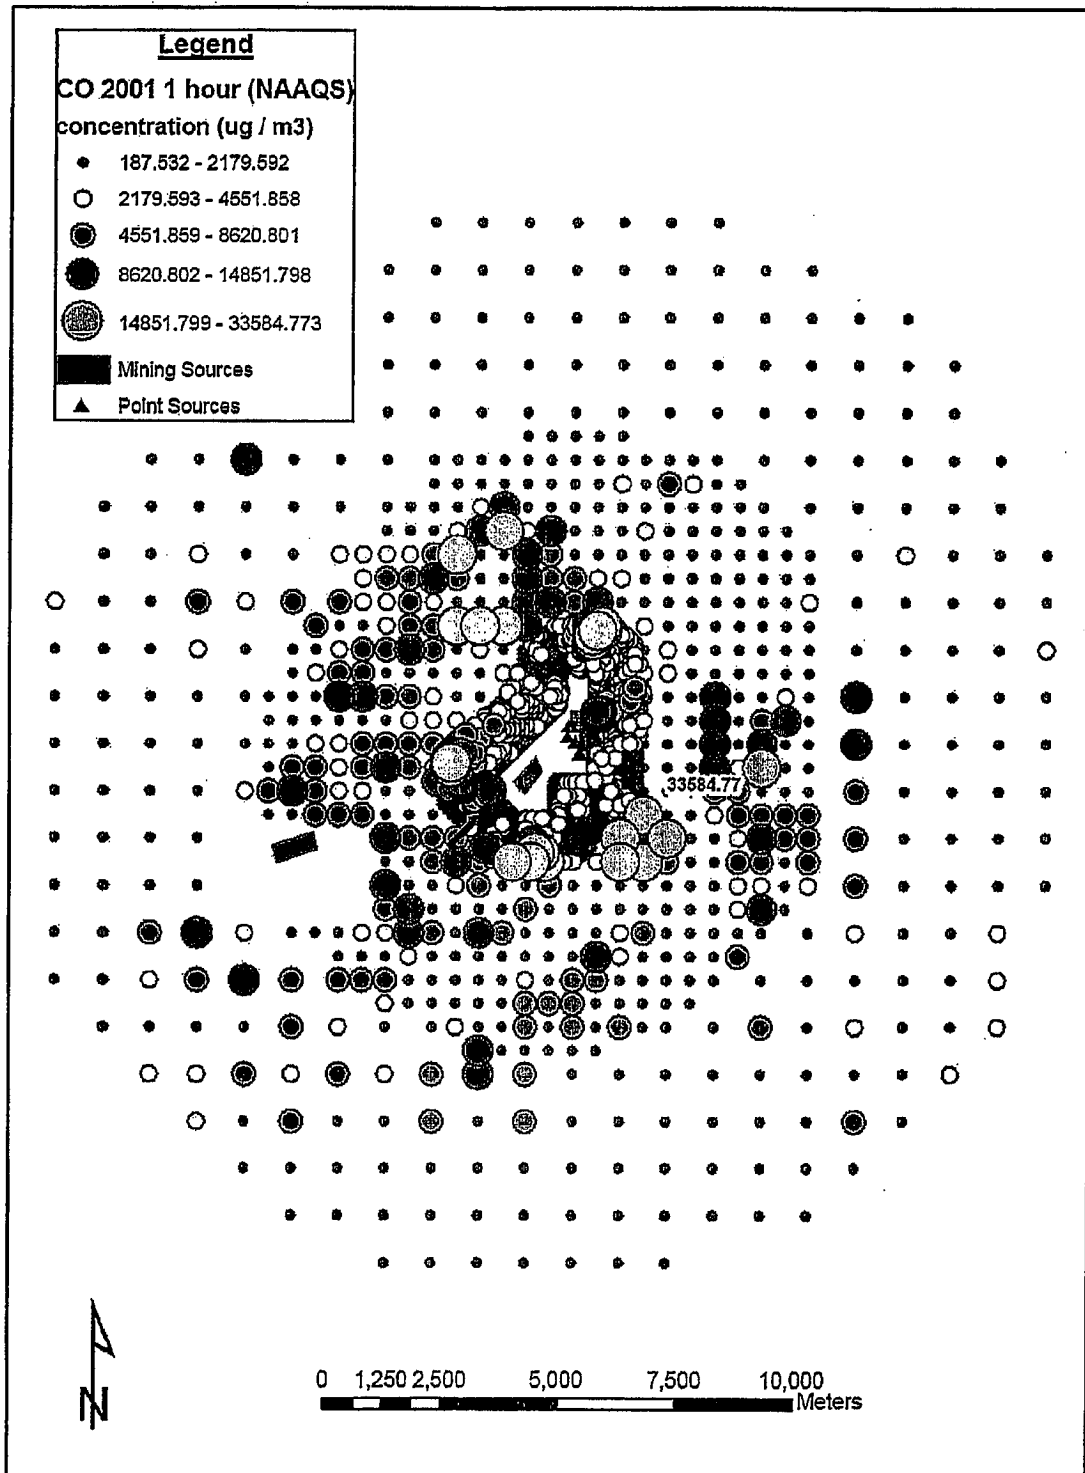 Legend
CO 2001 1 hour (NAAQS)
concentration (ug / m3)
187.532 - 2179.592
2179.593 - 4551.858
4551.859 - 8620.801
8620.802 - 14851.798
14851.799 - 33584.773
Mining Sources
Point Sources
33584.77
N
0 1,250 2,500 5,000 7,500 10,000
Meters